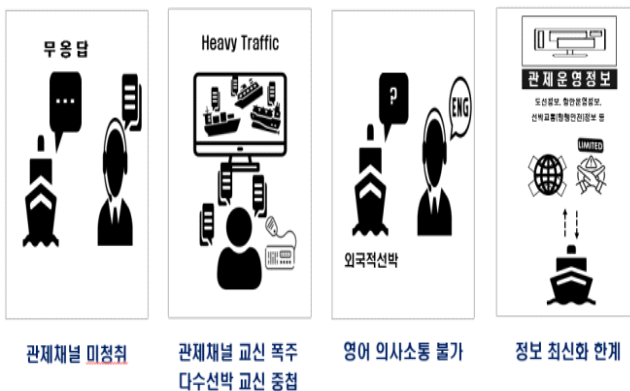 무응답
...
관제채널 미청취
Heavy Traffic
관제채널 교신 폭주
다수선박 교신 중첩
?
ENG
외국적선박
영어 의사소통 불가
관제운영정보
도선정보, 항만운영정보,
선박교통(항행안전)정보 등
LIMITED
정보 최신화 한계